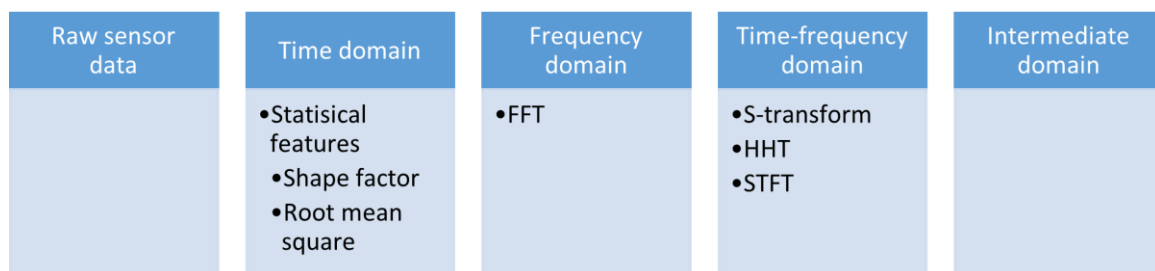 Raw sensor
data
Time domain
•Statisical
features
•Shape factor
•Root mean
square
Frequency
domain
•FFT
Time-frequency
domain
•S-transform
•HHT
•STFT
Intermediate
domain